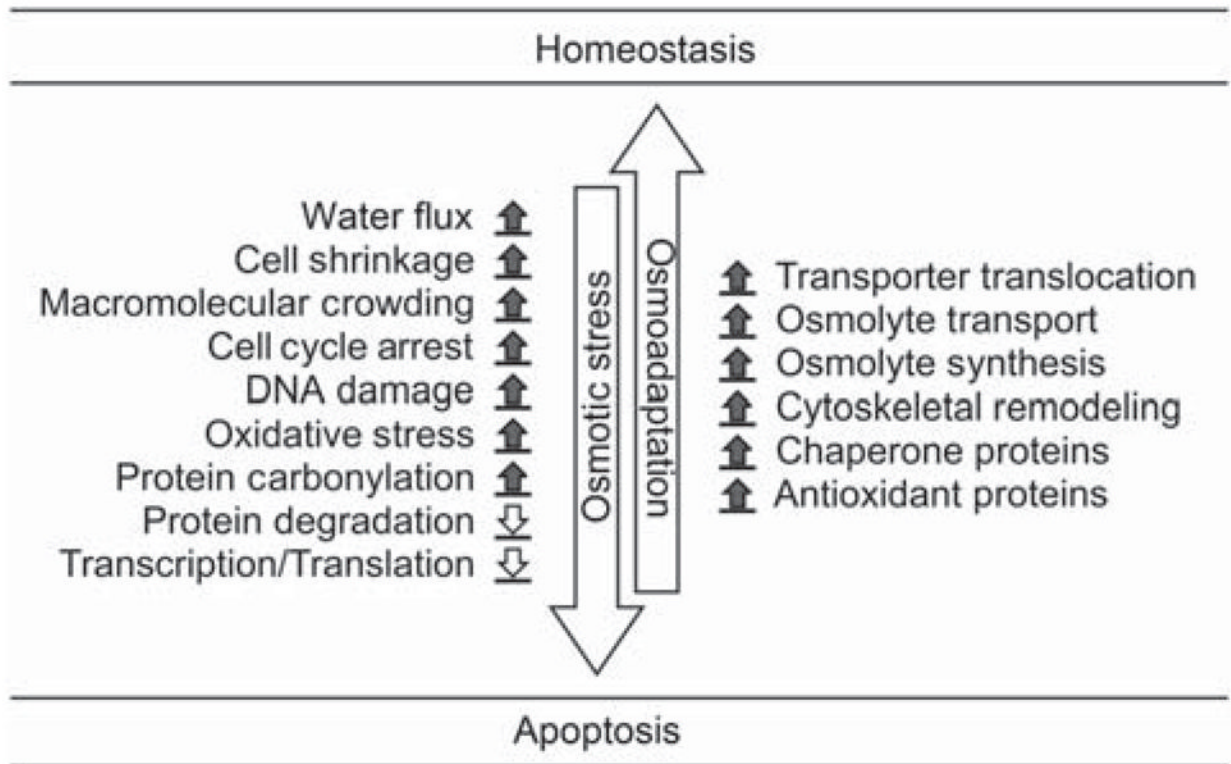 Homeostasis
Water flux
Cell shrinkage
Macromolecular crowding
Cell cycle arrest
DNA damage
Oxidative stress
Protein carbonylation
Protein degradation
Transcription/Translation
Osmotic stress
Osmoadaptation
Transporter translocation
Osmolyte transport
Osmolyte synthesis
Cytoskeletal remodeling
Chaperone proteins
Antioxidant proteins
Apoptosis